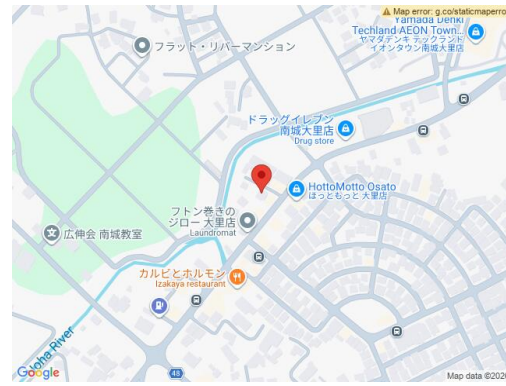 Map error: g.co/staticmaperro
Yamada Denki
Techland AEON Town...
ヤマダデンキ テックランド
イオンタウン南城大里店
フラット・リバーマンション
ドラッグイレブン
南城大里店
Drug store
HottoMotto Osato
ほっともっと 大里店
フトン巻きの
ジロー 大里店
Laundromat
広伸会 南城教室
カルビとホルモン
Izakaya restaurant
Joha River
48
Google
Map data ©2026